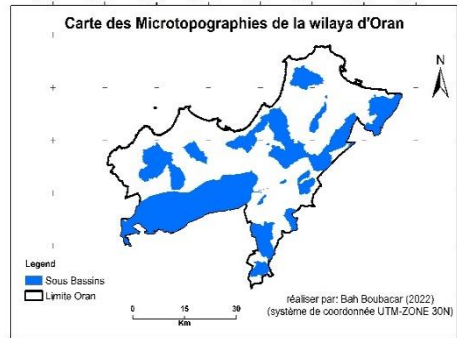 Carte des Microtopographies de la wilaya d'Oran
N
Legend
Sous Bassins
Limite Oran
0 15 30
Km
réaliser par: Bah Boubacar (2022)
(système de coordonnée UTM-ZONE 30N)